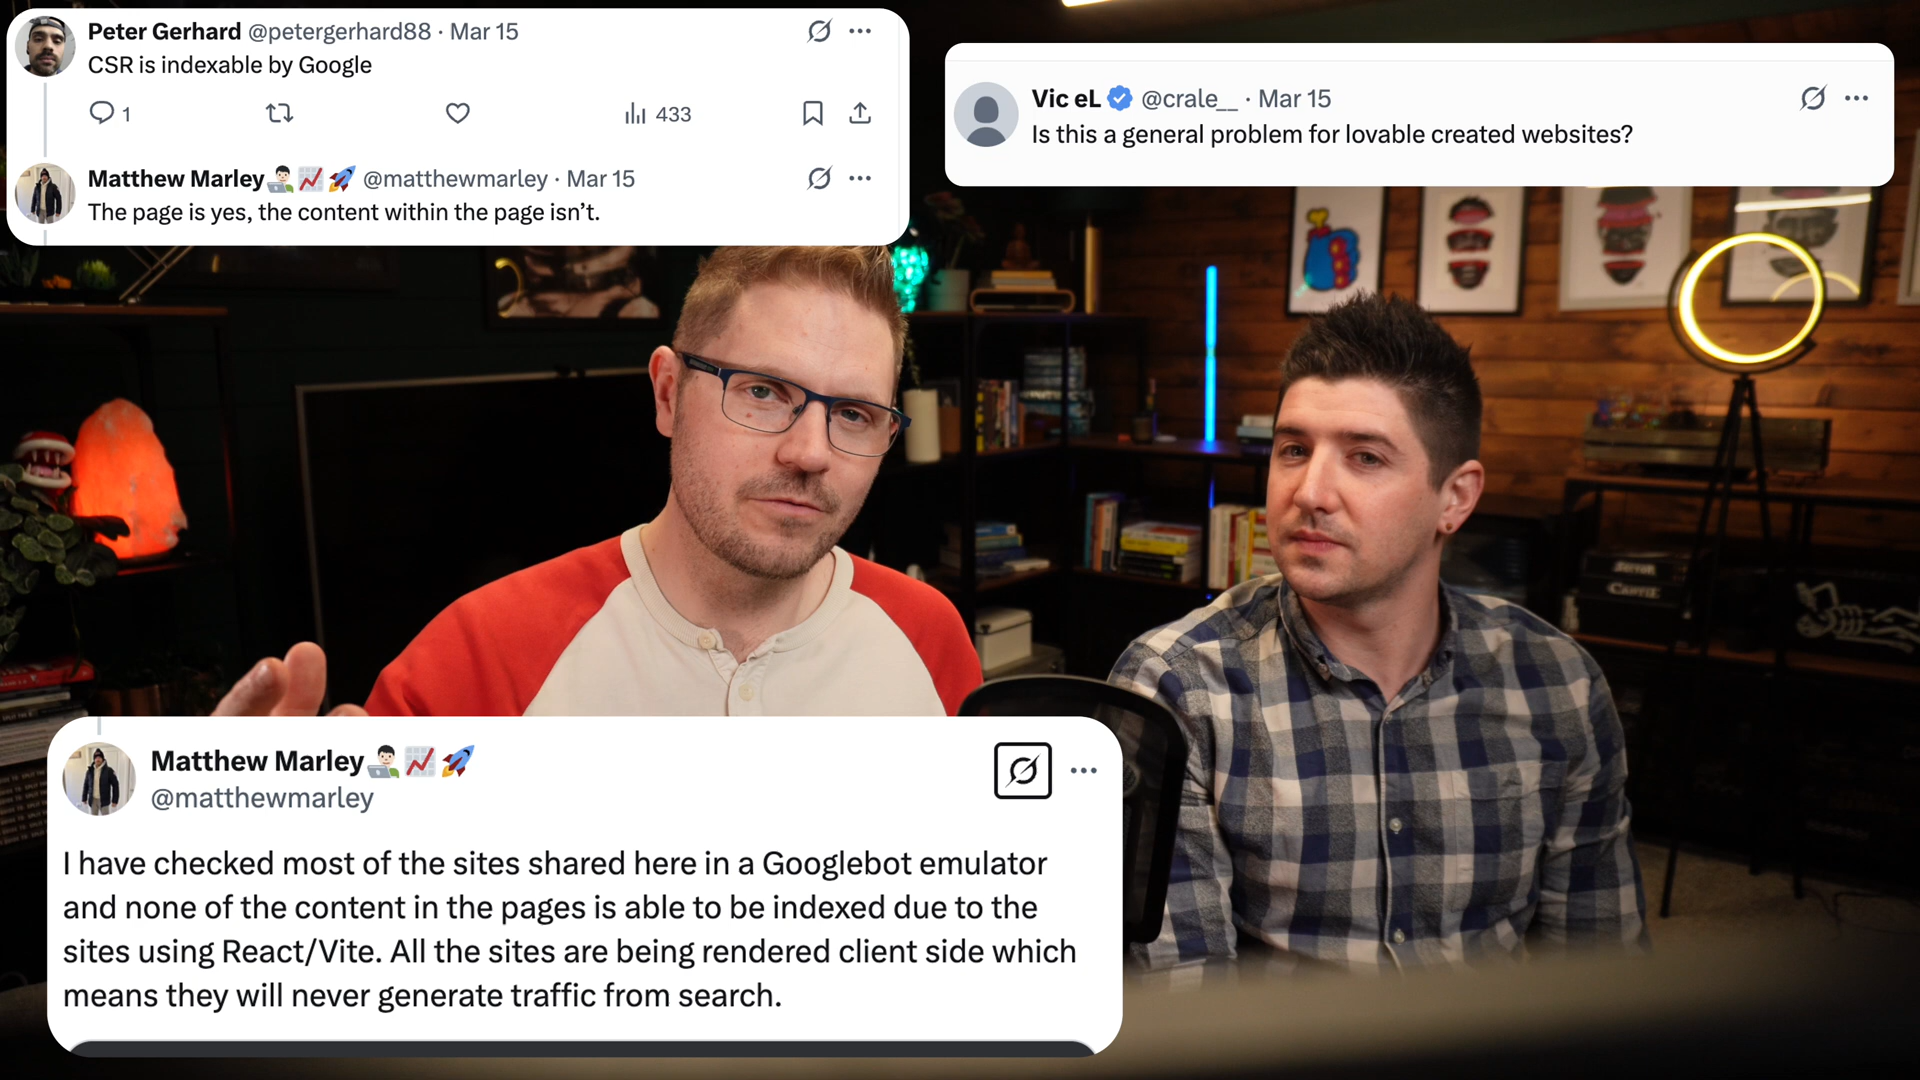 Peter Gerhard @petergerhard88 · Mar 15
CSR is indexable by Google
1
433
Matthew Marley @matthewmarley · Mar 15
The page is yes, the content within the page isn’t.
Vic eL @crale__ · Mar 15
Is this a general problem for lovable created websites?
Matthew Marley
@matthewmarley
I have checked most of the sites shared here in a Googlebot emulator
and none of the content in the pages is able to be indexed due to the
sites using React/Vite. All the sites are being rendered client side which
means they will never generate traffic from search.